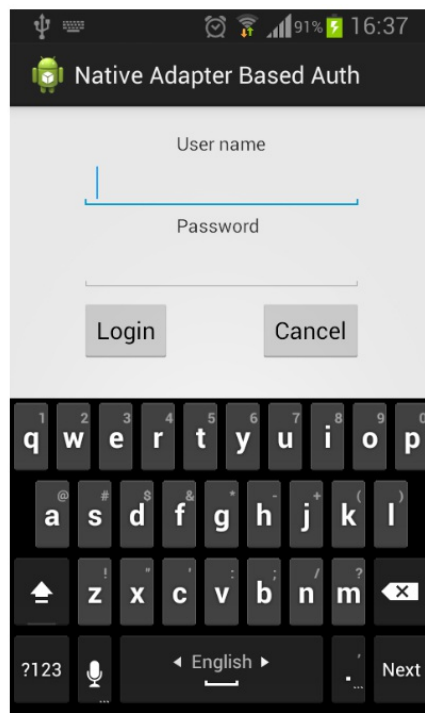 91% 16:37
Native Adapter Based Auth
User name
Password
Login Cancel
1 2 3 4 5 6 7 8 9 0
q w e r t y u i o p
@ # $ & * - + ( )
a s d f g h j k l
! " ' : ; / ?
z x c v b n m
?123 ... English . ' ... Next